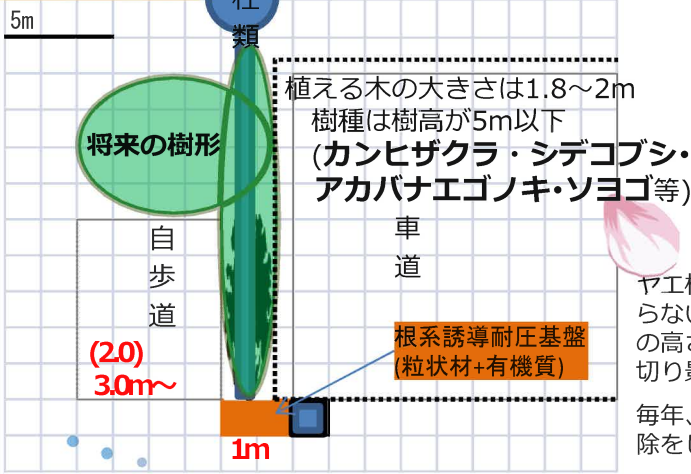 5m
柱
類
植える木の大きさは1.8～2m
樹種は樹高が5m以下
(カンヒザクラ・シデコブシ・
アカバナエゴノキ・ソヨゴ等)
将来の樹形
自
歩
道
車
道
(2.0)
3.0m～
根系誘導耐圧基盤
(粒状材+有機質)
1m
ヤエ
らない
の高
切り
毎年、
除をし